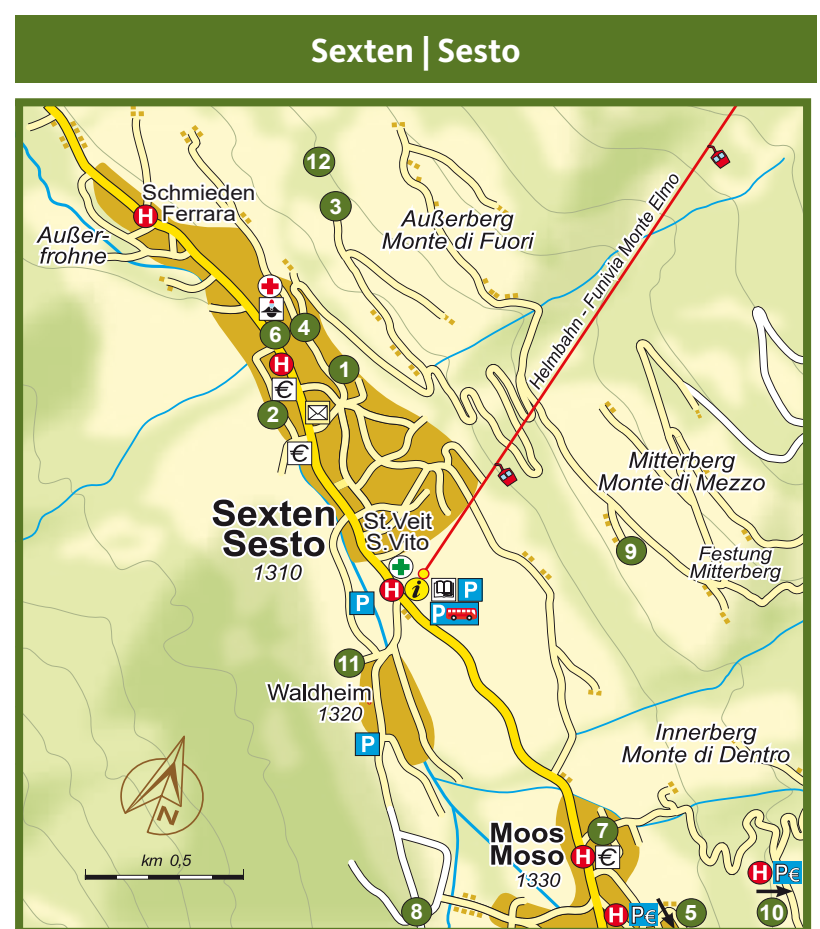 Sexten | Sesto
12
Schmieden
Ferrara
H
3
Außerberg
Monte di Fuori
Außer-
frohne
Helmbahn - Funivia Monte Elmo
6
4
H
1
€
2
€
Mitterberg
Monte di Mezzo
Sexten
Sesto
1310
St.Veit
S.Vito
9
Festung
Mitterberg
H
i
P
P
P
11
Waldheim
1320
P
Innerberg
Monte di Dentro
N
km 0,5
Moos
Moso
1330
7
H
€
H
P€
8
H
P€
5
10